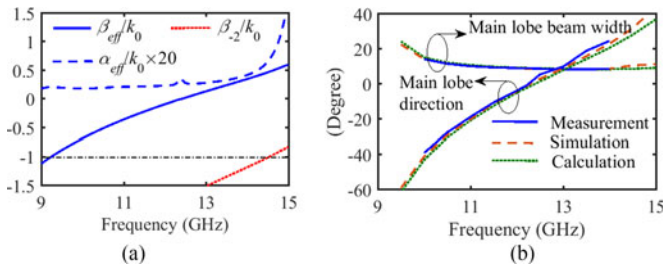 (a)
β_eff/k_0
β_-2/k_0
α_eff/k_0×20
1.5
1
0.5
0
-0.5
-1
-1.5
9
11
13
15
Frequency (GHz)
(a)
(b)
Main lobe beam width
Main lobe
direction
Measurement
Simulation
Calculation
(Degree)
40
20
0
-20
-40
-60
9
11
13
15
Frequency (GHz)
(b)